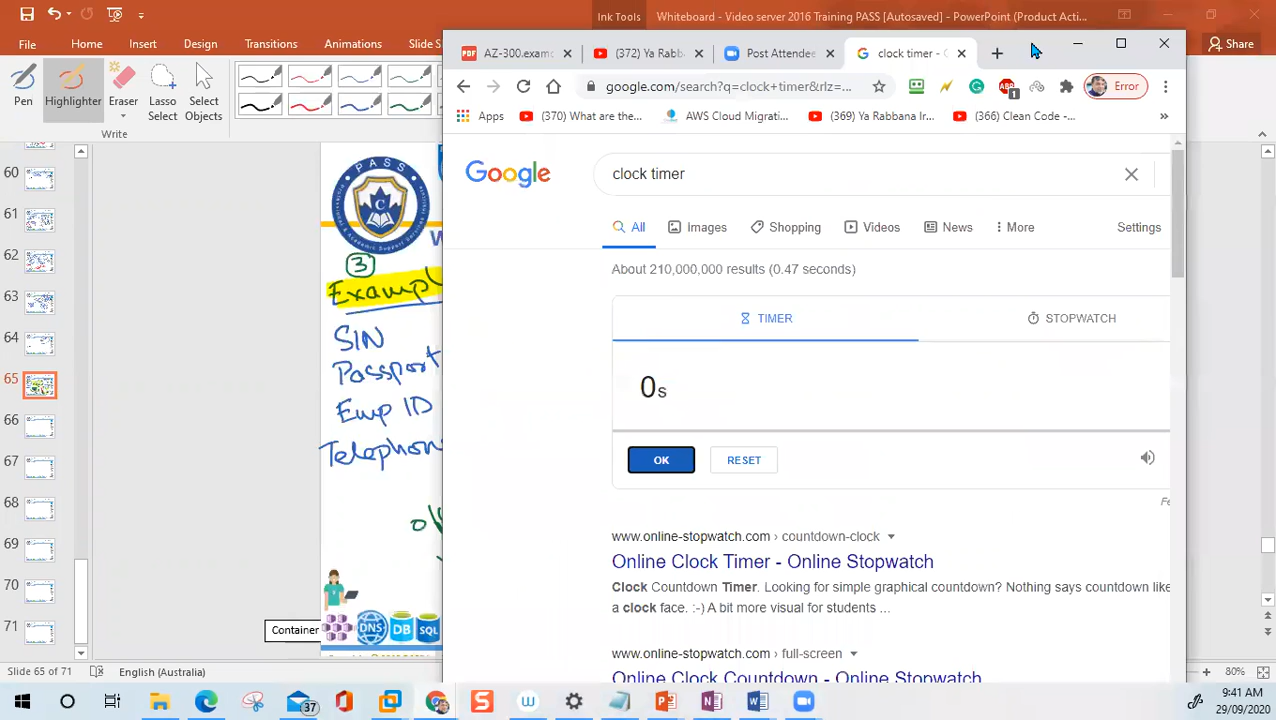 Ink Tools
Whiteboard - Video server 2016 Training PASS [Autosaved] - PowerPoint (Product Acti...
File
Home
Insert
Design
Animations
Slide S
Share
Pen
Highlighter
Eraser
Lasso
Select
Select
Objects
Write
AZ-300.exam
(372) Ya Rabba
Post Attendee
clock timer - G
google.com/search?q=clock+timer&rlz=...
1
Error
Apps
(370) What are the...
AWS Cloud Migrati...
(369) Ya Rabbana Ir...
(366) Clean Code -...
»
Google
clock timer
All
Images
Shopping
Videos
News
More
Settings
About 210,000,000 results (0.47 seconds)
TIMER
STOPWATCH
0s
OK
RESET
Fe
www.online-stopwatch.com › countdown-clock
Online Clock Timer - Online Stopwatch
Clock Countdown Timer. Looking for simple graphical countdown? Nothing says countdown like
a clock face. :-) A bit more visual for students ...
www.online-stopwatch.com › full-screen
Online Clock Countdown - Online Stopwatch
60
61
62
63
64
65
66
67
68
69
70
71
PASS
C
3
Exampl
SIN
Passport
Emp ID
Telephon
DNS
DB
SQL
Container
Slide 65 of 71
English (Australia)
80%
37
9:41 AM
29/09/2020